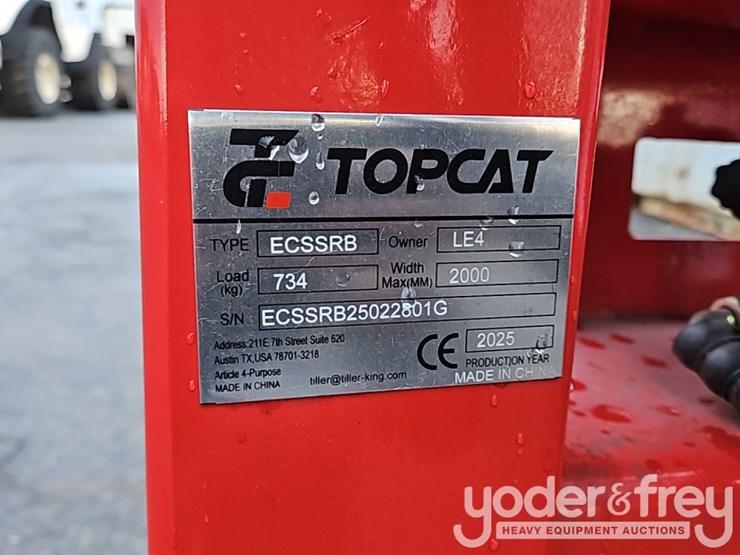 TOPCAT
TYPE ECSSRB Owner LE4
Load (kg) 734 Width Max(MM) 2000
S/N ECSSRB25022801G
Address:211E.7th Street Suite 620
Austin TX,USA 78701-3218
Article 4-Purpose
MADE IN CHINA
tiller@tiller-king.com
CE 2025
PRODUCTION YEAR
MADE IN CHINA
yoder&frey
HEAVY EQUIPMENT AUCTIONS